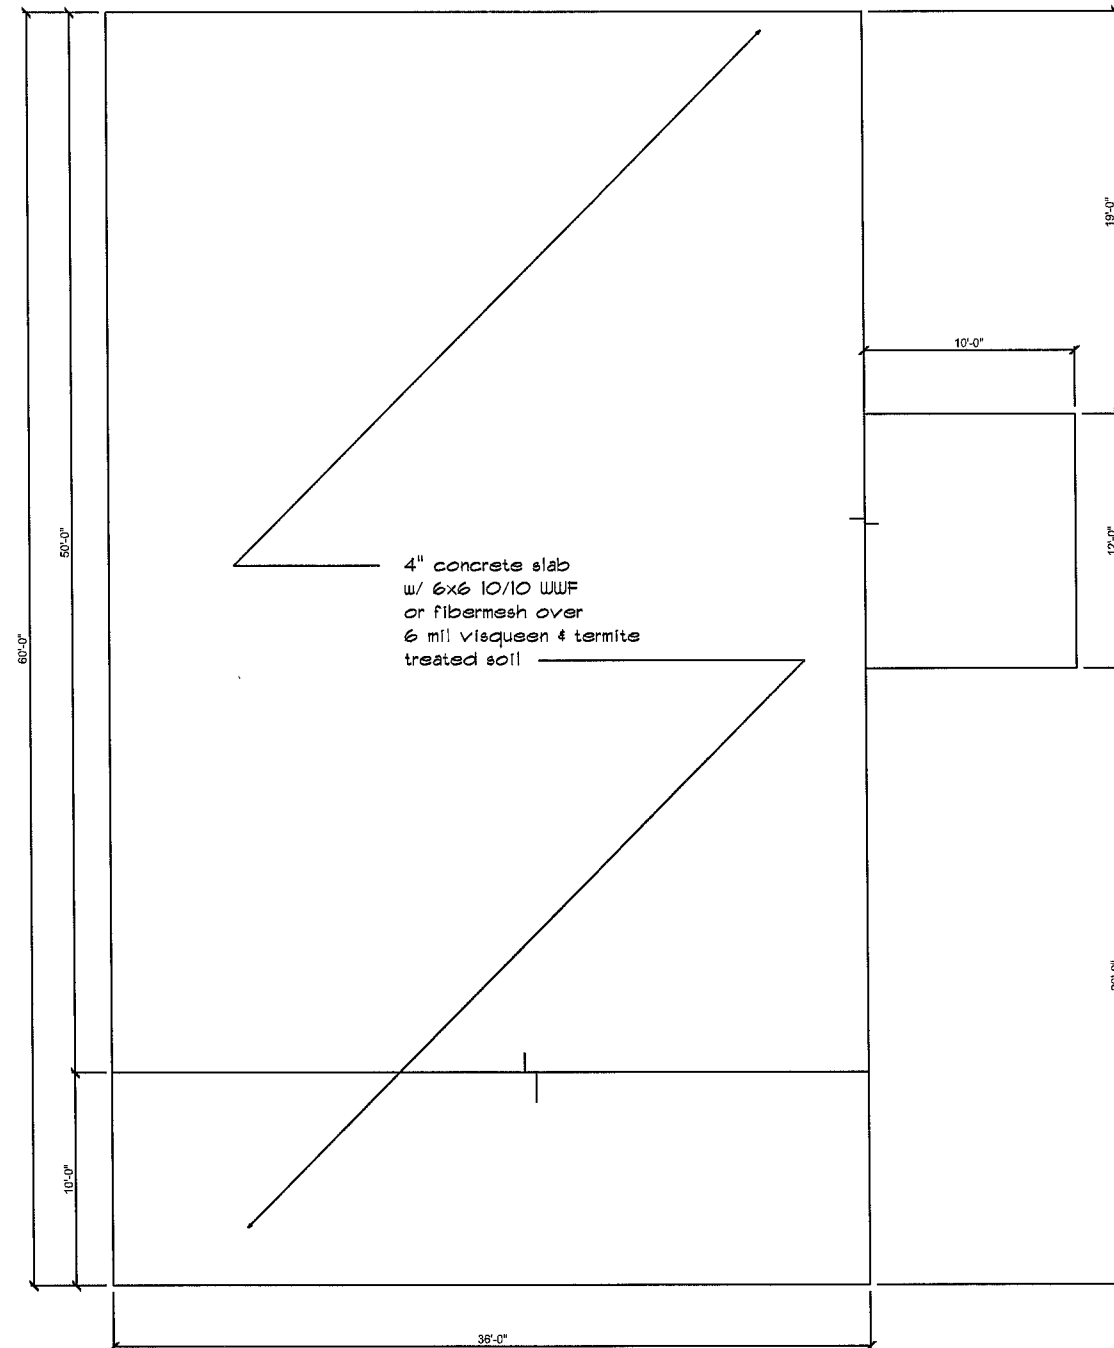 19'-0"
10'-0"
50'-0"
12'-0"
4" concrete slab
w/ 6x6 10/10 WWF
or fibermesh over
6 mil visqueen & termite
treated soil
60'-0"
10'-0"
36'-0"